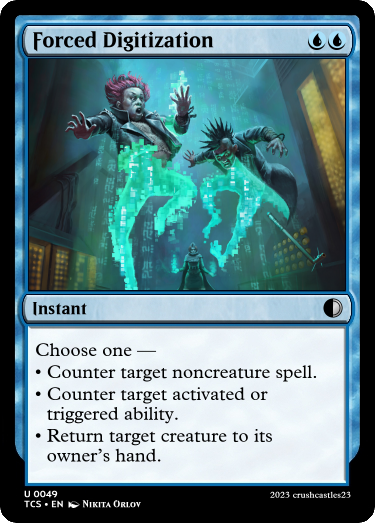 Forced Digitization
Instant
Choose one —
• Counter target noncreature spell.
• Counter target activated or
triggered ability.
• Return target creature to its
owner's hand.
U 0049
TCS • EN Nikita Orlov
2023 crushcastles23